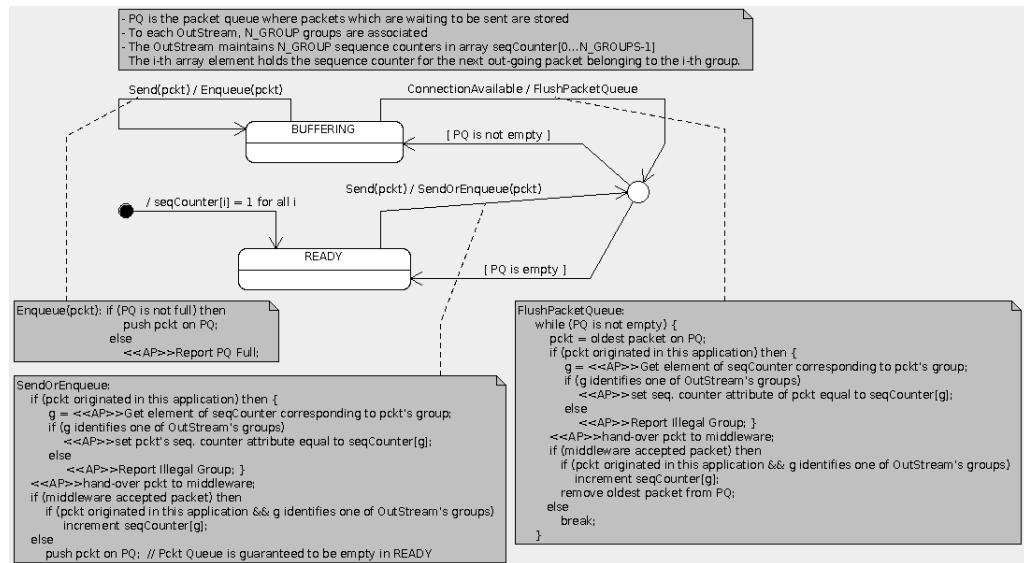 - PQ is the packet queue where packets which are waiting to be sent are stored
- To each OutStream, N_GROUP groups are associated
- The OutStream maintains N_GROUP sequence counters in array seqCounter[0...N_GROUPS-1]
The i-th array element holds the sequence counter for the next out-going packet belonging to the i-th group.
Send(pckt) / Enqueue(pckt)
ConnectionAvailable / FlushPacketQueue
BUFFERING
[ PQ is not empty ]
Send(pckt) / SendOrEnqueue(pckt)
/ seqCounter[i] = 1 for all i
READY
[ PQ is empty ]
Enqueue(pckt): if (PQ is not full) then
push pckt on PQ;
else
<<AP>>Report PQ Full;
SendOrEnqueue:
if (pckt originated in this application) then {
g = <<AP>>Get element of seqCounter corresponding to pckt's group;
if (g identifies one of OutStream's groups)
<<AP>>set pckt's seq. counter attribute equal to seqCounter[g];
else
<<AP>>Report Illegal Group; }
<<AP>>hand-over pckt to middleware;
if (middleware accepted packet) then
if (pckt originated in this application && g identifies one of OutStream's groups)
increment seqCounter[g];
else
push pckt on PQ; // Pckt Queue is guaranteed to be empty in READY
FlushPacketQueue:
while (PQ is not empty) {
pckt = oldest packet on PQ;
if (pckt originated in this application) then {
g = <<AP>>Get element of seqCounter corresponding to pckt's group;
if (g identifies one of OutStream's groups)
<<AP>>set seq. counter attribute of pckt equal to seqCounter[g];
else
<<AP>>Report Illegal Group; }
<<AP>>hand-over pckt to middleware;
if (middleware accepted packet) then
if (pckt originated in this application && g identifies one of OutStream's groups)
increment seqCounter[g];
remove oldest packet from PQ;
else
break;
}